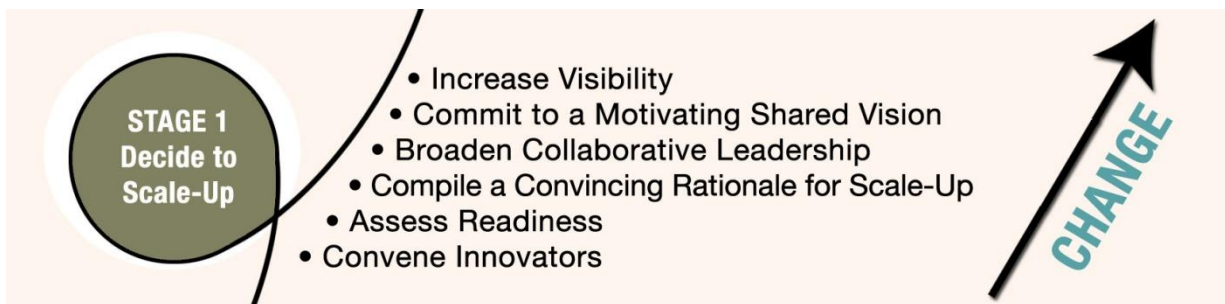 STAGE 1
Decide to
Scale-Up
• Increase Visibility
• Commit to a Motivating Shared Vision
• Broaden Collaborative Leadership
• Compile a Convincing Rationale for Scale-Up
• Assess Readiness
• Convene Innovators
CHANGE